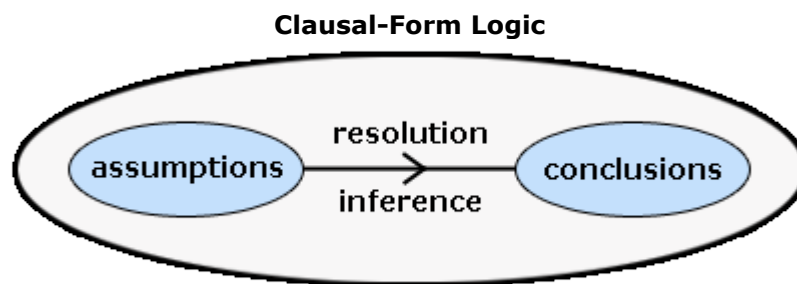 Clausal-Form Logic
resolution
assumptions
conclusions
inference